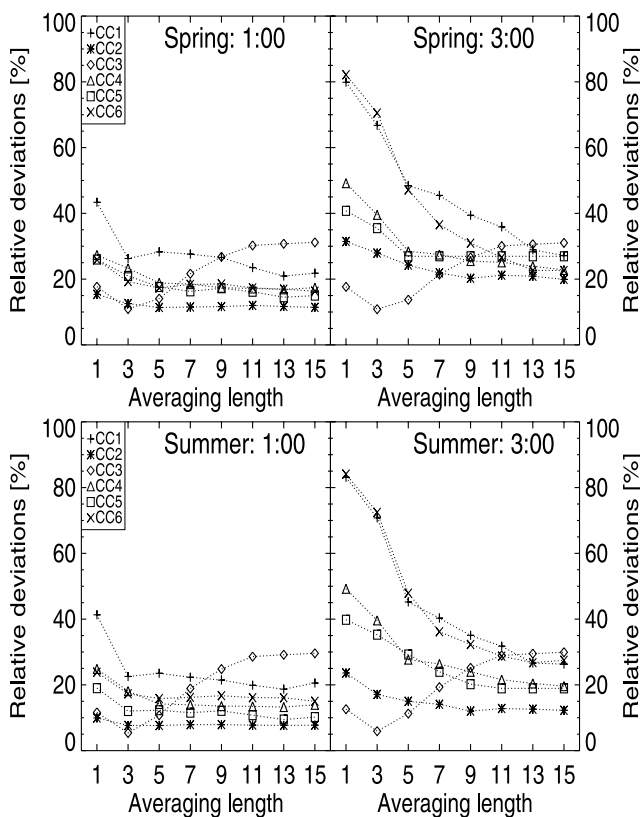 Spring: 1:00
Spring: 3:00
Relative deviations [%]
100
80
60
40
20
0
CC1
CC2
CC3
CC4
CC5
CC6
100
80
60
40
20
0
Relative deviations [%]
1 3 5 7 9 11 13 15
1 3 5 7 9 11 13 15
Averaging length
Averaging length
Summer: 1:00
Summer: 3:00
Relative deviations [%]
100
80
60
40
20
0
CC1
CC2
CC3
CC4
CC5
CC6
100
80
60
40
20
0
Relative deviations [%]
1 3 5 7 9 11 13 15
1 3 5 7 9 11 13 15
Averaging length
Averaging length